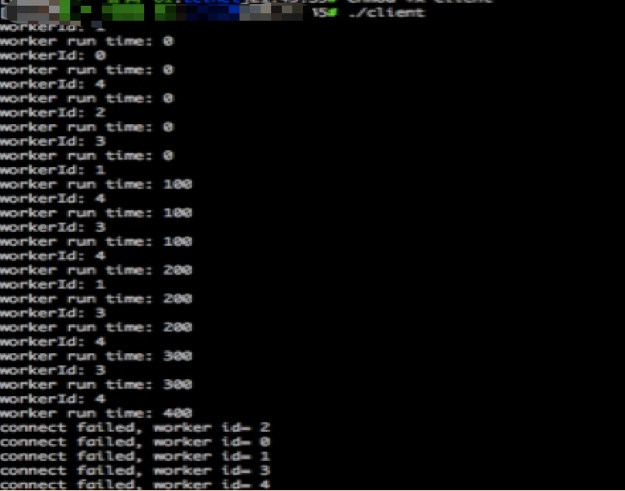 ./client
workerId: 1
worker run time: 0
workerId: 0
worker run time: 0
workerId: 4
worker run time: 0
workerId: 2
worker run time: 0
workerId: 3
worker run time: 0
workerId: 1
worker run time: 100
workerId: 4
worker run time: 100
workerId: 3
worker run time: 100
workerId: 4
worker run time: 200
workerId: 1
worker run time: 200
workerId: 3
worker run time: 200
workerId: 4
worker run time: 300
workerId: 3
worker run time: 300
workerId: 4
worker run time: 400
connect failed, worker id= 2
connect failed, worker id= 0
connect failed, worker id= 1
connect failed, worker id= 3
connect failed, worker id= 4